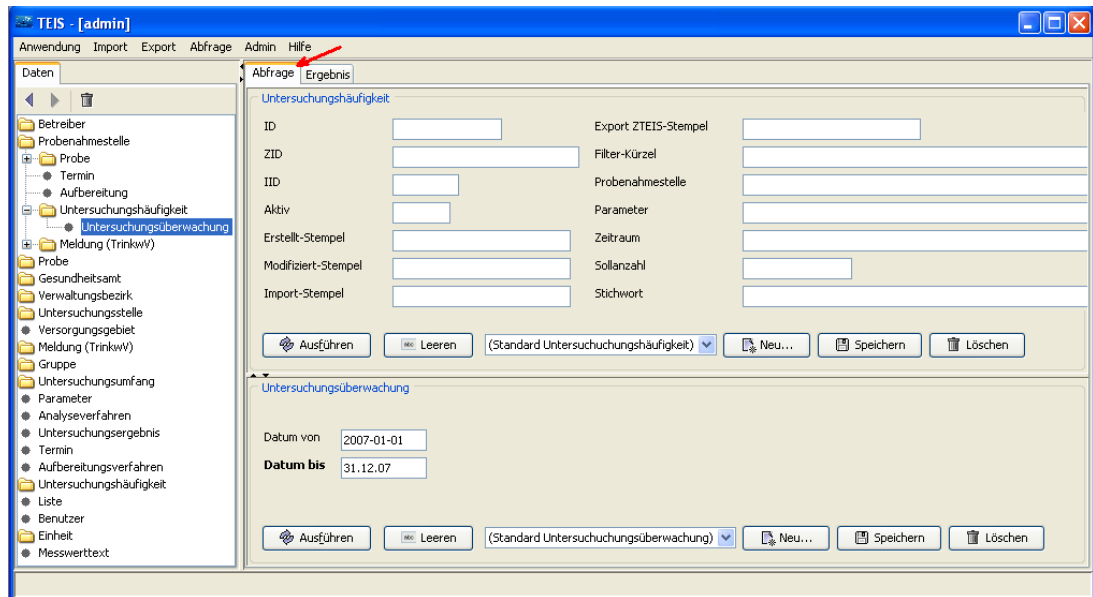 TEIS - [admin]
Anwendung Import Export Abfrage Admin Hilfe
Daten
Betreiber
Probenahmestelle
Probe
Termin
Aufbereitung
Untersuchungshäufigkeit
Untersuchungsüberwachung
Meldung (TrinkwV)
Probe
Gesundheitsamt
Verwaltungsbezirk
Untersuchungsstelle
Versorgungsgebiet
Meldung (TrinkwV)
Gruppe
Untersuchungsumfang
Parameter
Analyseverfahren
Untersuchungsergebnis
Termin
Aufbereitungsverfahren
Untersuchungshäufigkeit
Liste
Benutzer
Einheit
Messwerttext
Abfrage Ergebnis
Untersuchungshäufigkeit
ID Export ZTEIS-Stempel
ZID Filter-Kürzel
IID Probenahmestelle
Aktiv Parameter
Erstellt-Stempel Zeitraum
Modifiziert-Stempel Sollanzahl
Import-Stempel Stichwort
Ausführen abc Leeren (Standard Untersuchuchungshäufigkeit) Neu... Speichern Löschen
Untersuchungsüberwachung
Datum von 2007-01-01
Datum bis 31.12.07
Ausführen abc Leeren (Standard Untersuchuchungsüberwachung) Neu... Speichern Löschen